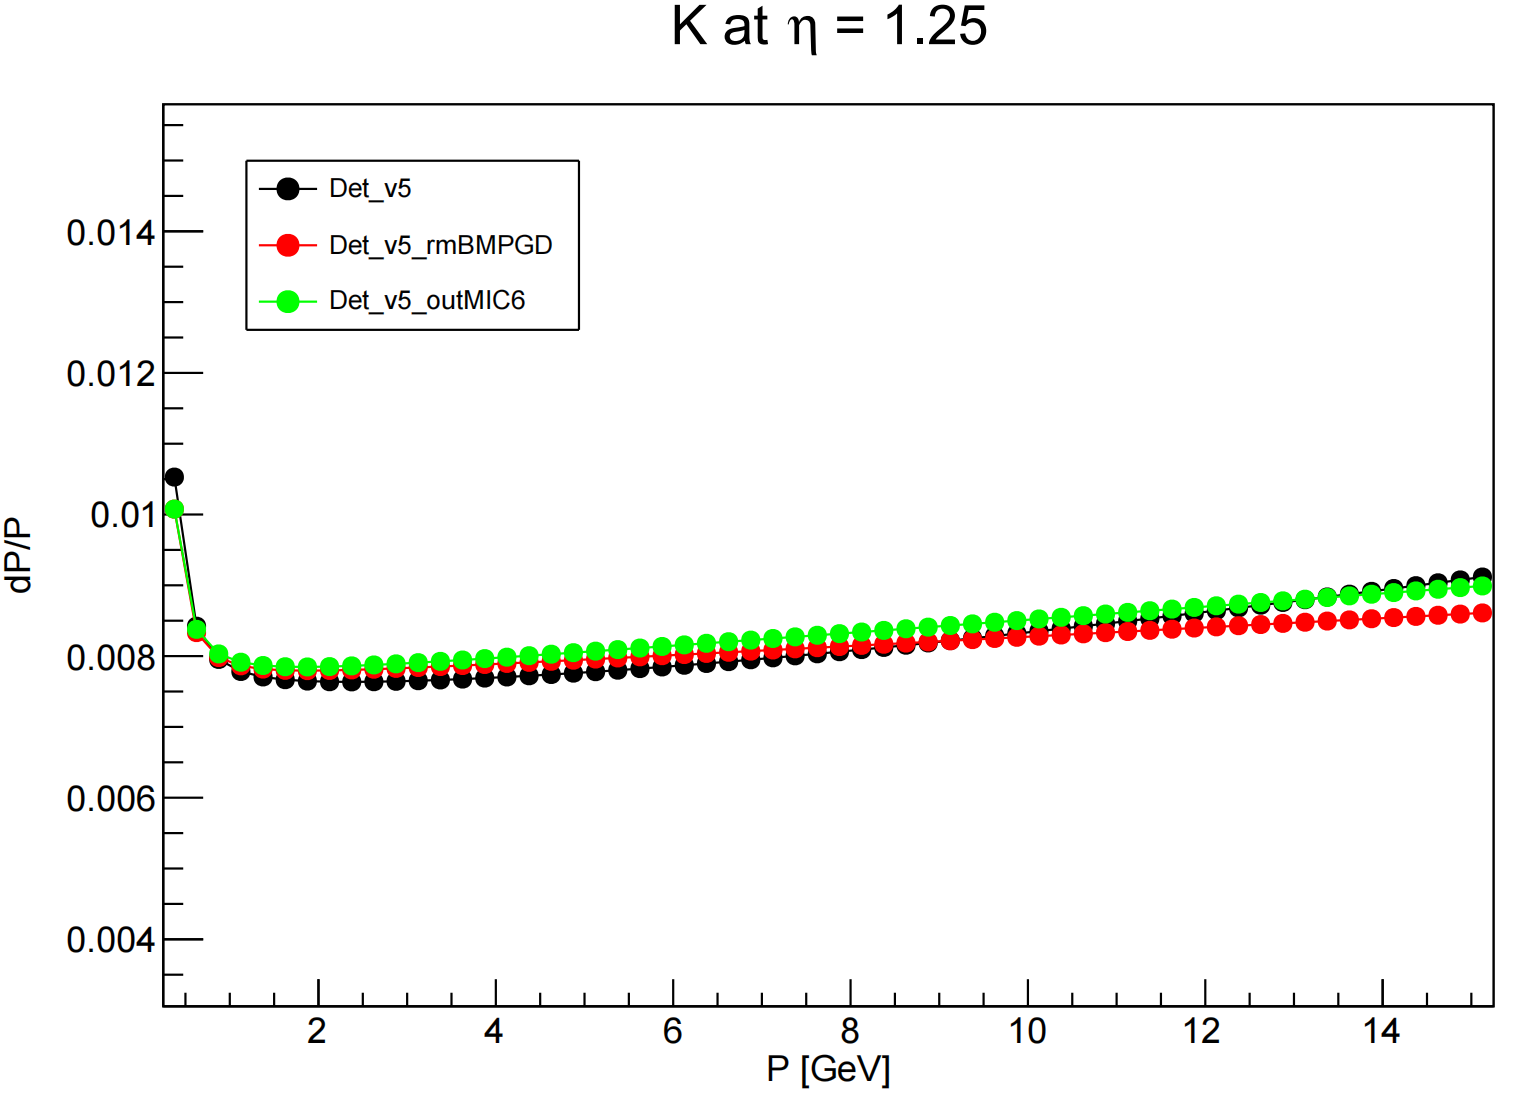 K at η = 1.25
Det_v5
Det_v5_rmBMPGD
Det_v5_outMIC6
0.014
0.012
0.01
0.008
0.006
0.004
dP/P
2 4 6 8 10 12 14
P [GeV]